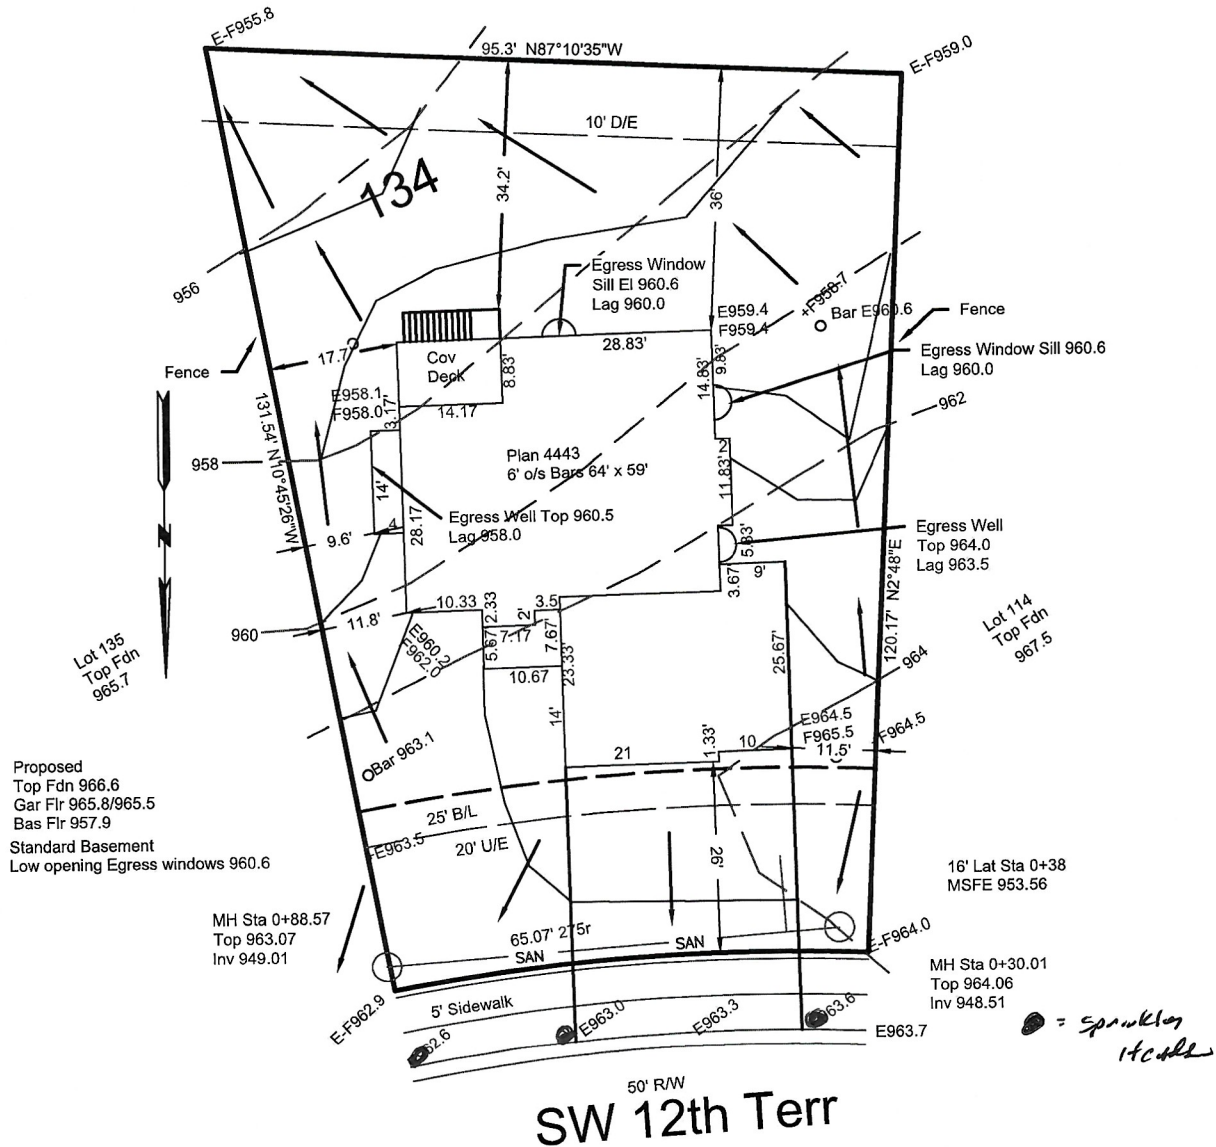 E-F955.8
95.3' N87°10'35"W
E-F959.0
10' D/E
134
34.2'
36'
956
Egress Window
Sill El 960.6
Lag 960.0
+F958.7
E959.4
F959.4
Bar E960.6
Fence
17.7'
Cov
Deck
28.83'
8.83'
9.83'
14.83'
Egress Window Sill 960.6
Lag 960.0
Fence
E958.1
F958.0
3.17'
14.17
962
131.54' N10°45'26"W
958
Plan 4443
6' o/s Bars 64' x 59'
2
11.83'
14'
4
28.17
Egress Well Top 960.5
Lag 958.0
N
9.6'
Egress Well
Top 964.0
Lag 963.5
5.83'
3.67
9'
120.17' N2°48"E
10.33
2.33
3.5
2'
7.17
5.67
7.67'
960
11.8'
E960.2
F962.0
Lot 135
Top Fdn
965.7
Lot 114
Top Fdn
967.5
964
25.67'
10.67
23.33'
14'
E964.5
F965.5
F964.5
1.33'
10
11.5'
21
Bar 963.1
Proposed
Top Fdn 966.6
Gar Flr 965.8/965.5
Bas Flr 957.9
Standard Basement
Low opening Egress windows 960.6
25' B/L
E963.5
20' U/E
26'
16' Lat Sta 0+38
MSFE 953.56
MH Sta 0+88.57
Top 963.07
Inv 949.01
65.07' 275r
SAN
SAN
E-F964.0
MH Sta 0+30.01
Top 964.06
Inv 948.51
E-F962.9
5' Sidewalk
62.6
E963.0
E963.3
963.6
E963.7
= sprinkler
Heads
50' R/W
SW 12th Terr